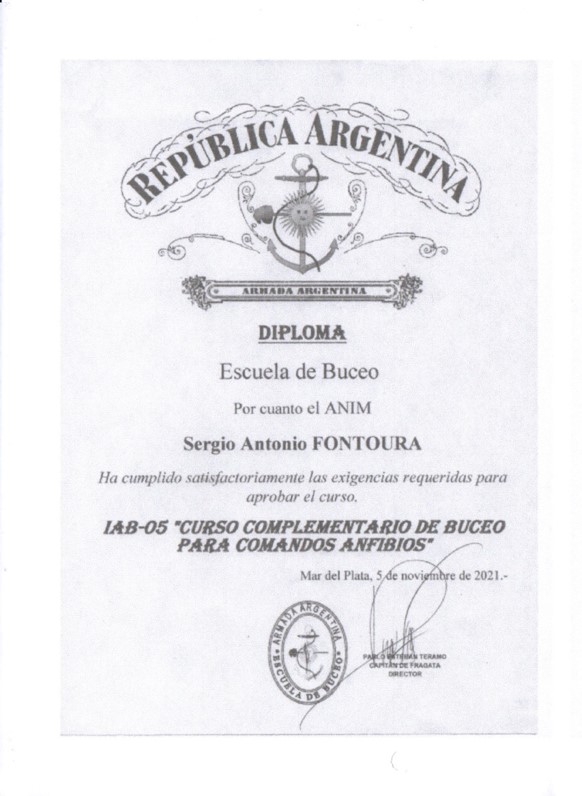 REPÚBLICA ARGENTINA
ARMADA ARGENTINA
DIPLOMA
Escuela de Buceo
Por cuanto el ANIM
Sergio Antonio FONTOURA
Ha cumplido satisfactoriamente las exigencias requeridas para
aprobar el curso.
IAB-05 "CURSO COMPLEMENTARIO DE BUCEO
PARA COMANDOS ANFIBIOS"
Mar del Plata, 5 de noviembre de 2021.-
ARMADA ARGENTINA
ESCUELA DE BUCEO
PABLO ESTEBAN TERANO
CAPITÁN DE FRAGATA
DIRECTOR